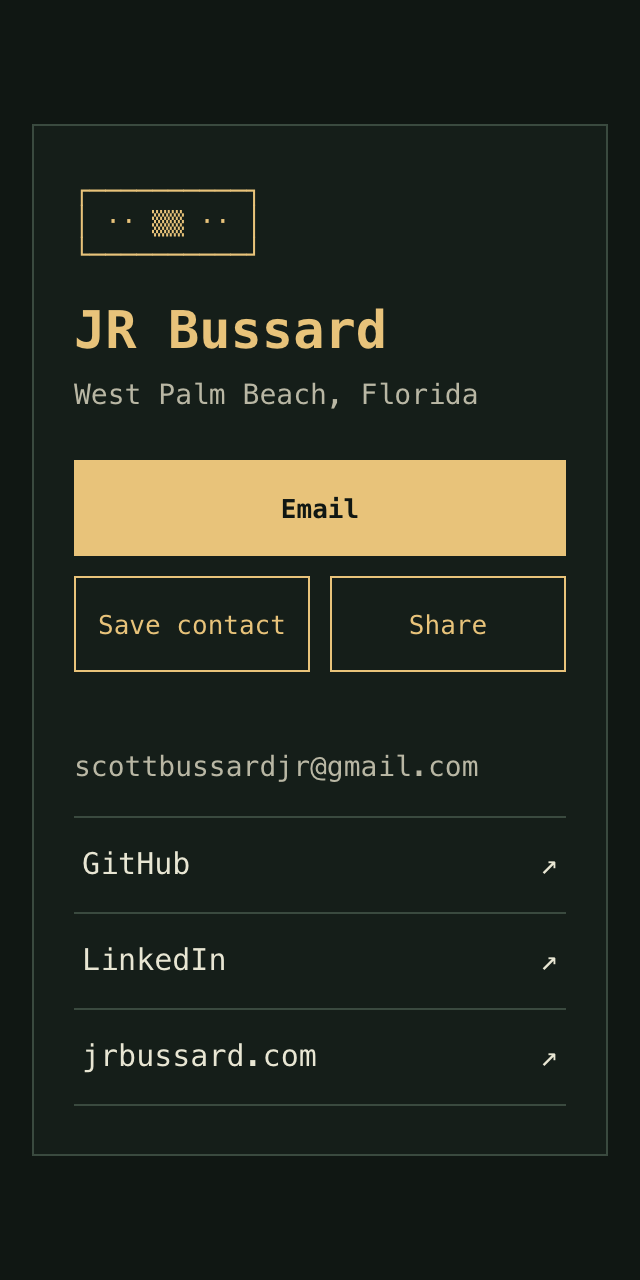 ·· ▒▒ ··
JR Bussard
West Palm Beach, Florida
Email
Save contact
Share
scottbussardjr@gmail.com
GitHub ↗
LinkedIn ↗
jrbussard.com ↗